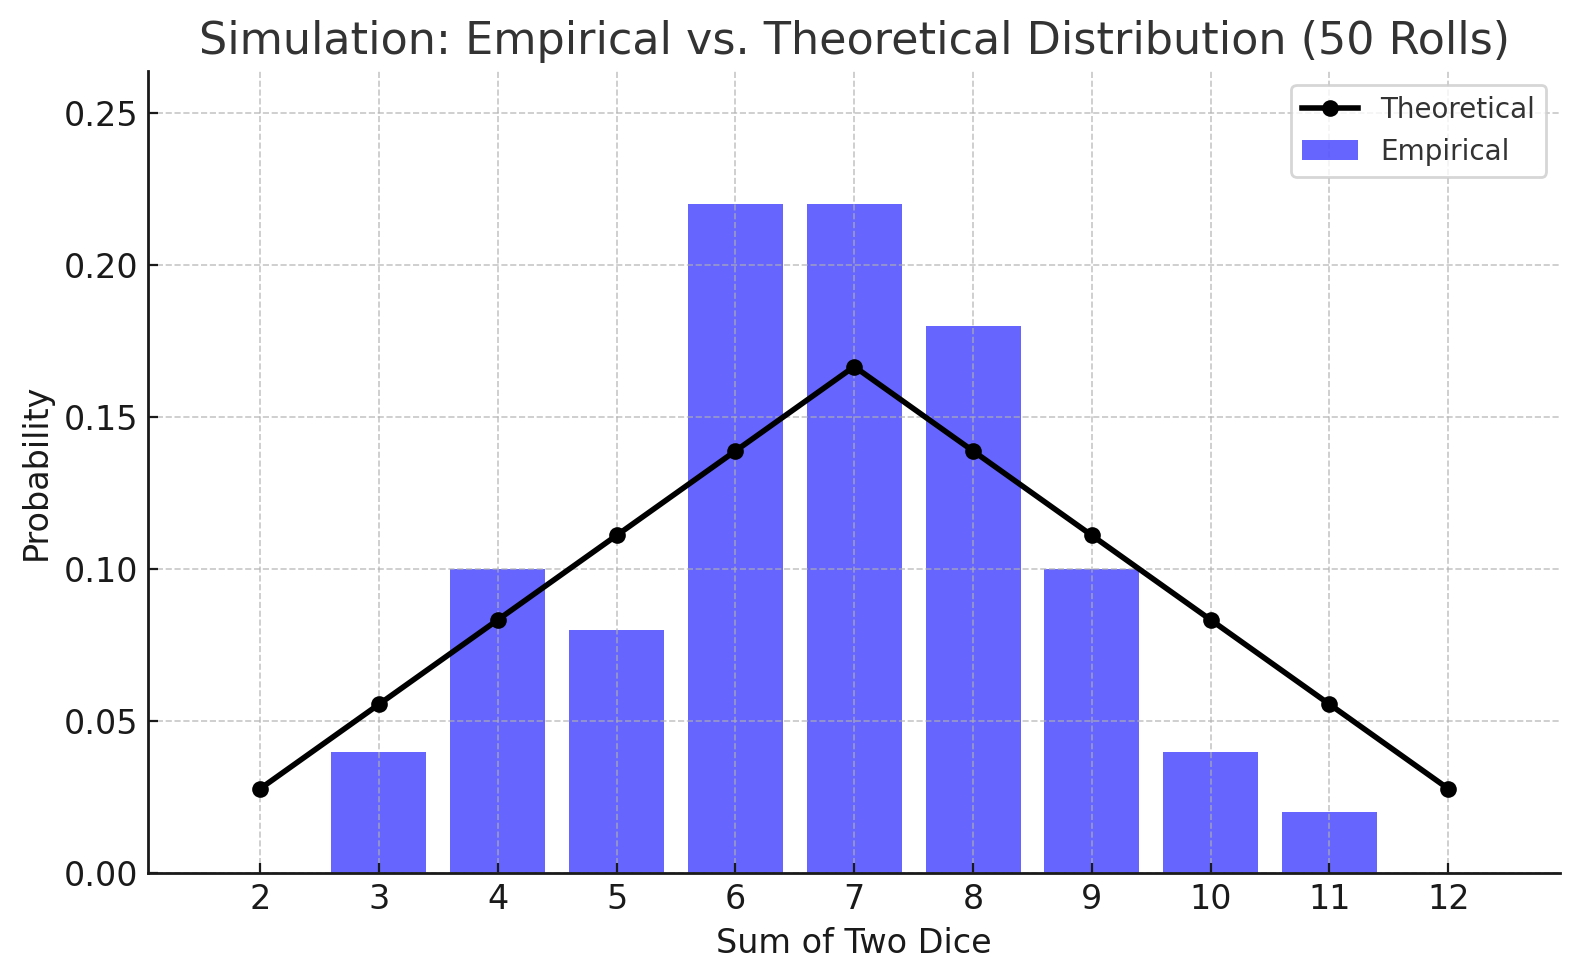 Simulation: Empirical vs. Theoretical Distribution (50 Rolls)
Theoretical
Empirical
Probability
0.25
0.20
0.15
0.10
0.05
0.00
2 3 4 5 6 7 8 9 10 11 12
Sum of Two Dice